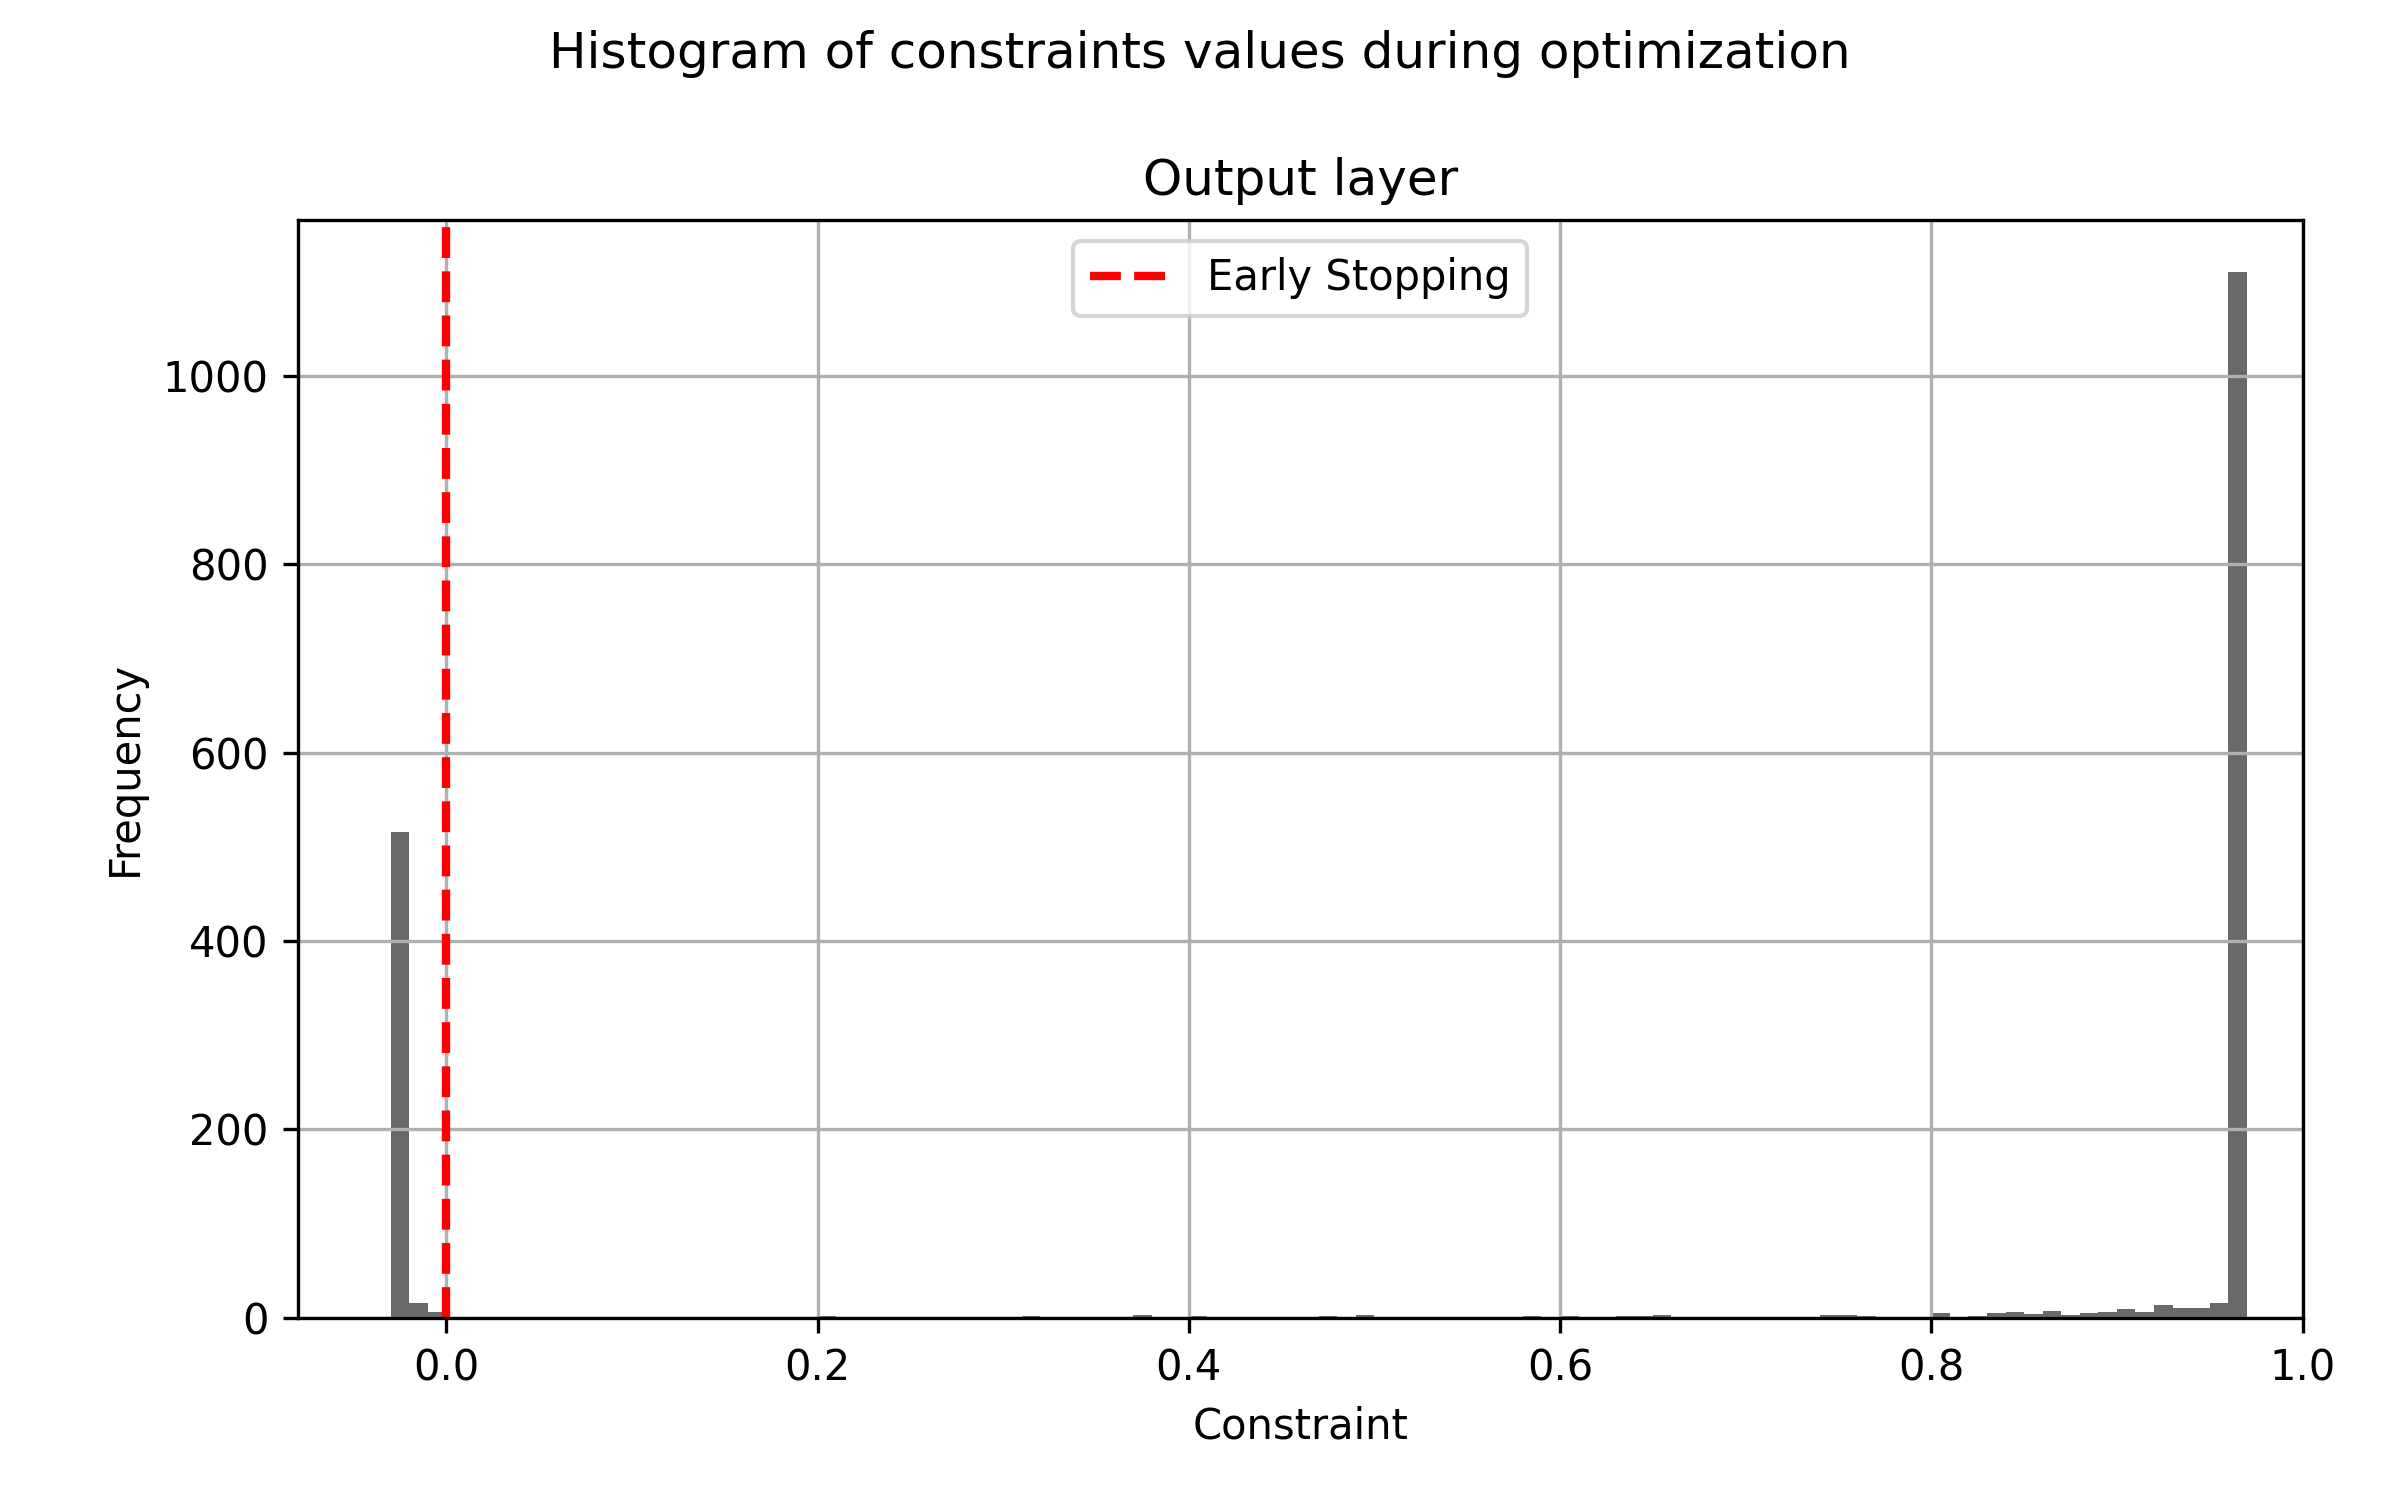 Histogram of constraints values during optimization
Output layer
Early Stopping
1000
800
600
400
200
0
Frequency
0.0 0.2 0.4 0.6 0.8 1.0
Constraint